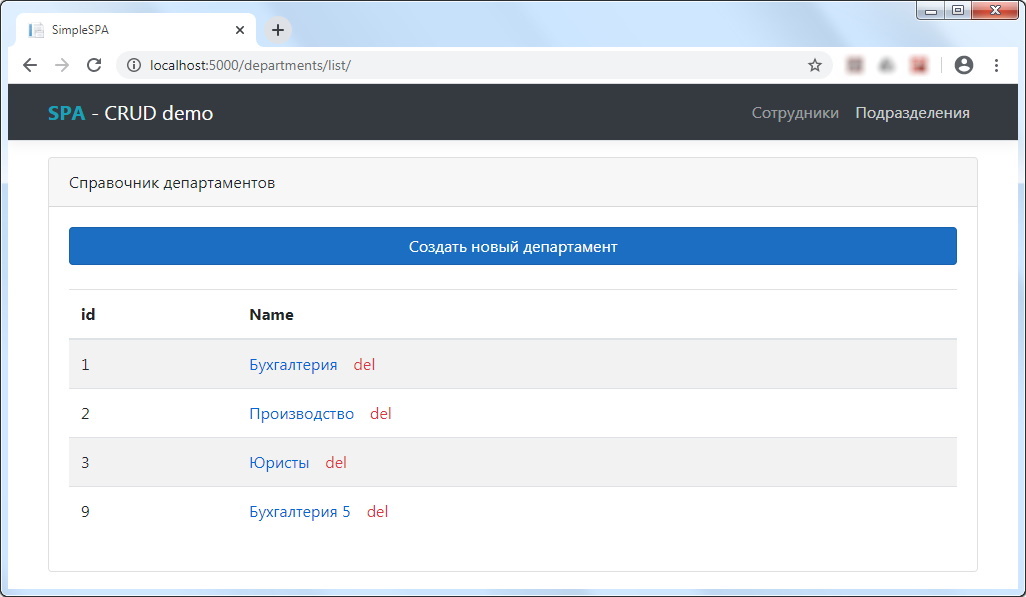 SimpleSPA
localhost:5000/departments/list/
SPA - CRUD demo
Сотрудники Подразделения
Справочник департаментов
Создать новый департамент
id Name
1 Бухгалтерия del
2 Производство del
3 Юристы del
9 Бухгалтерия 5 del